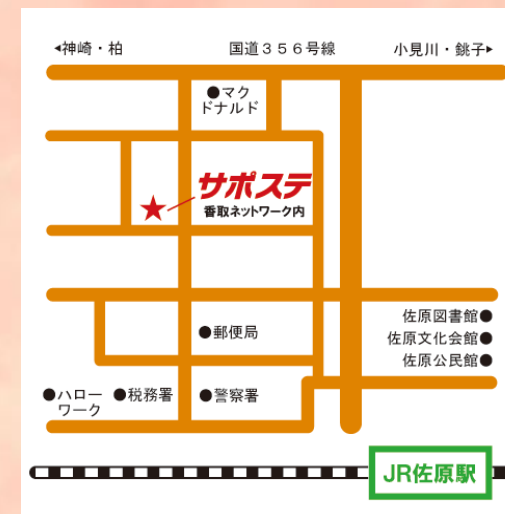 ◀神崎・柏
国道３５６号線
小見川・銚子▶
●マク
ドナルド
サポステ
香取ネットワーク内
佐原図書館●
●郵便局
佐原文化会館●
佐原公民館●
●ハロー
ワーク
●税務署
●警察署
JR佐原駅